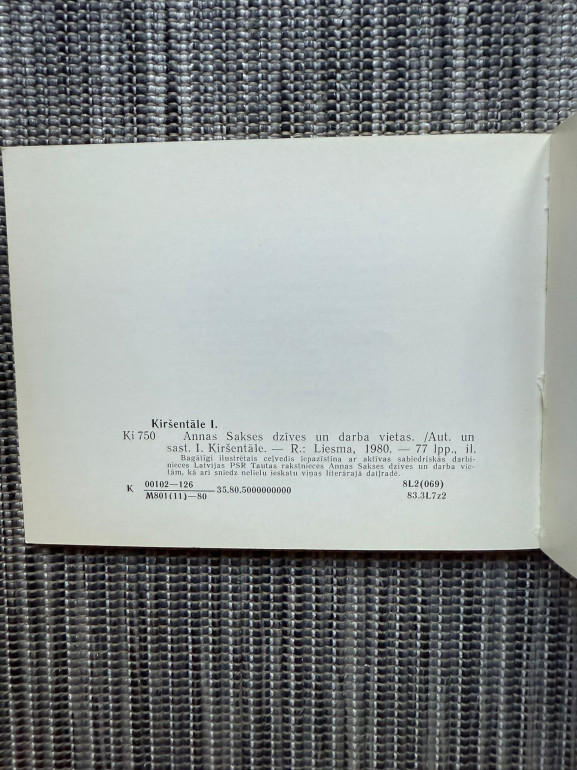 Kiršentāle I.
Ki 750 Annas Sakses dzīves un darba vietas. /Aut. un
sast. I. Kiršentāle. — R.: Liesma, 1980. — 77 lpp., il.
Bagātīgi ilustrētais ceļvedis iepazīstina ar aktīvas sabiedriskās darbi-
nieces Latvijas PSR Tautas rakstnieces Annas Sakses dzīves un darba vie-
tām, kā arī sniedz nelielu ieskatu viņas literārajā daiļradē.
K 00102—126 8L2(069)
M801(11)—80 35.80.5000000000 83.3L7z2